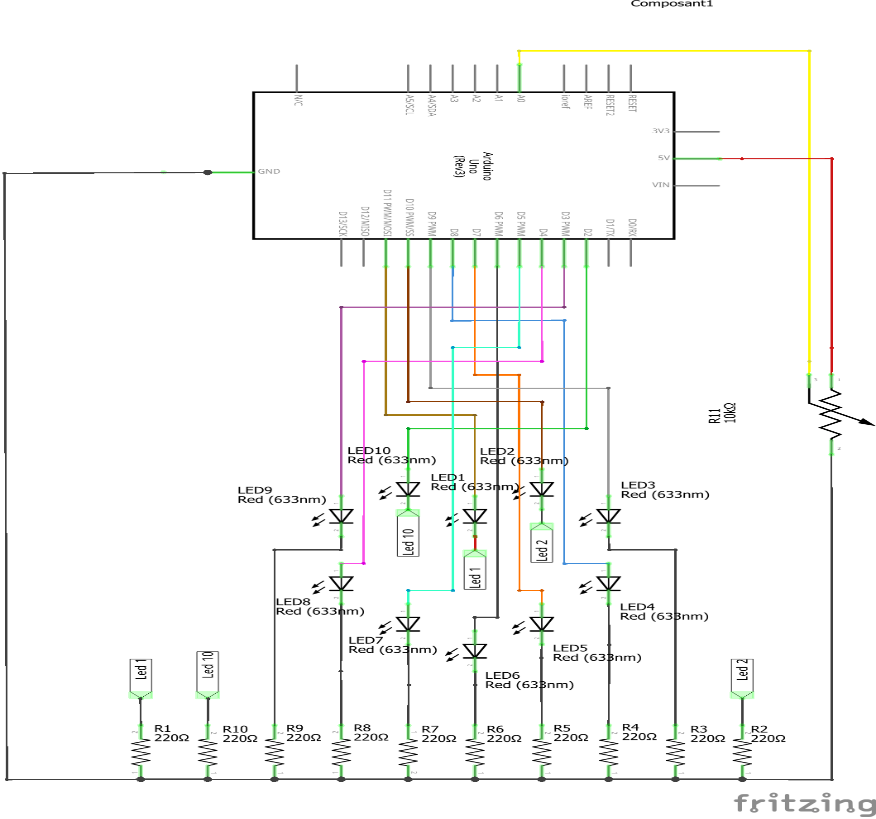 Composant1
N/C
A5/SCL
A4/SDA
A3
A2
A1
A0
ioref
AREF
RESET2
RESET
3V3
5V
VIN
GND
Arduino
Uno
(Rev3)
D13/SCK
D12/MISO
D11 PWM/MOSI
D10 PWM/SS
D9 PWM
D8
D7
D6 PWM
D5 PWM
D4
D3 PWM
D2
D1/TX
D0/RX
R11
10kΩ
LED10
Red (633nm)
LED2
Red (633nm)
LED1
Red (633nm)
LED9
Red (633nm)
LED3
Red (633nm)
Led 10
Led 1
Led 2
LED8
Red (633nm)
LED4
Red (633nm)
LED7
Red (633nm)
LED5
Red (633nm)
LED6
Red (633nm)
Led 1
Led 10
Led 2
R1
220Ω
R10
220Ω
R9
220Ω
R8
220Ω
R7
220Ω
R6
220Ω
R5
220Ω
R4
220Ω
R3
220Ω
R2
220Ω
fritzing